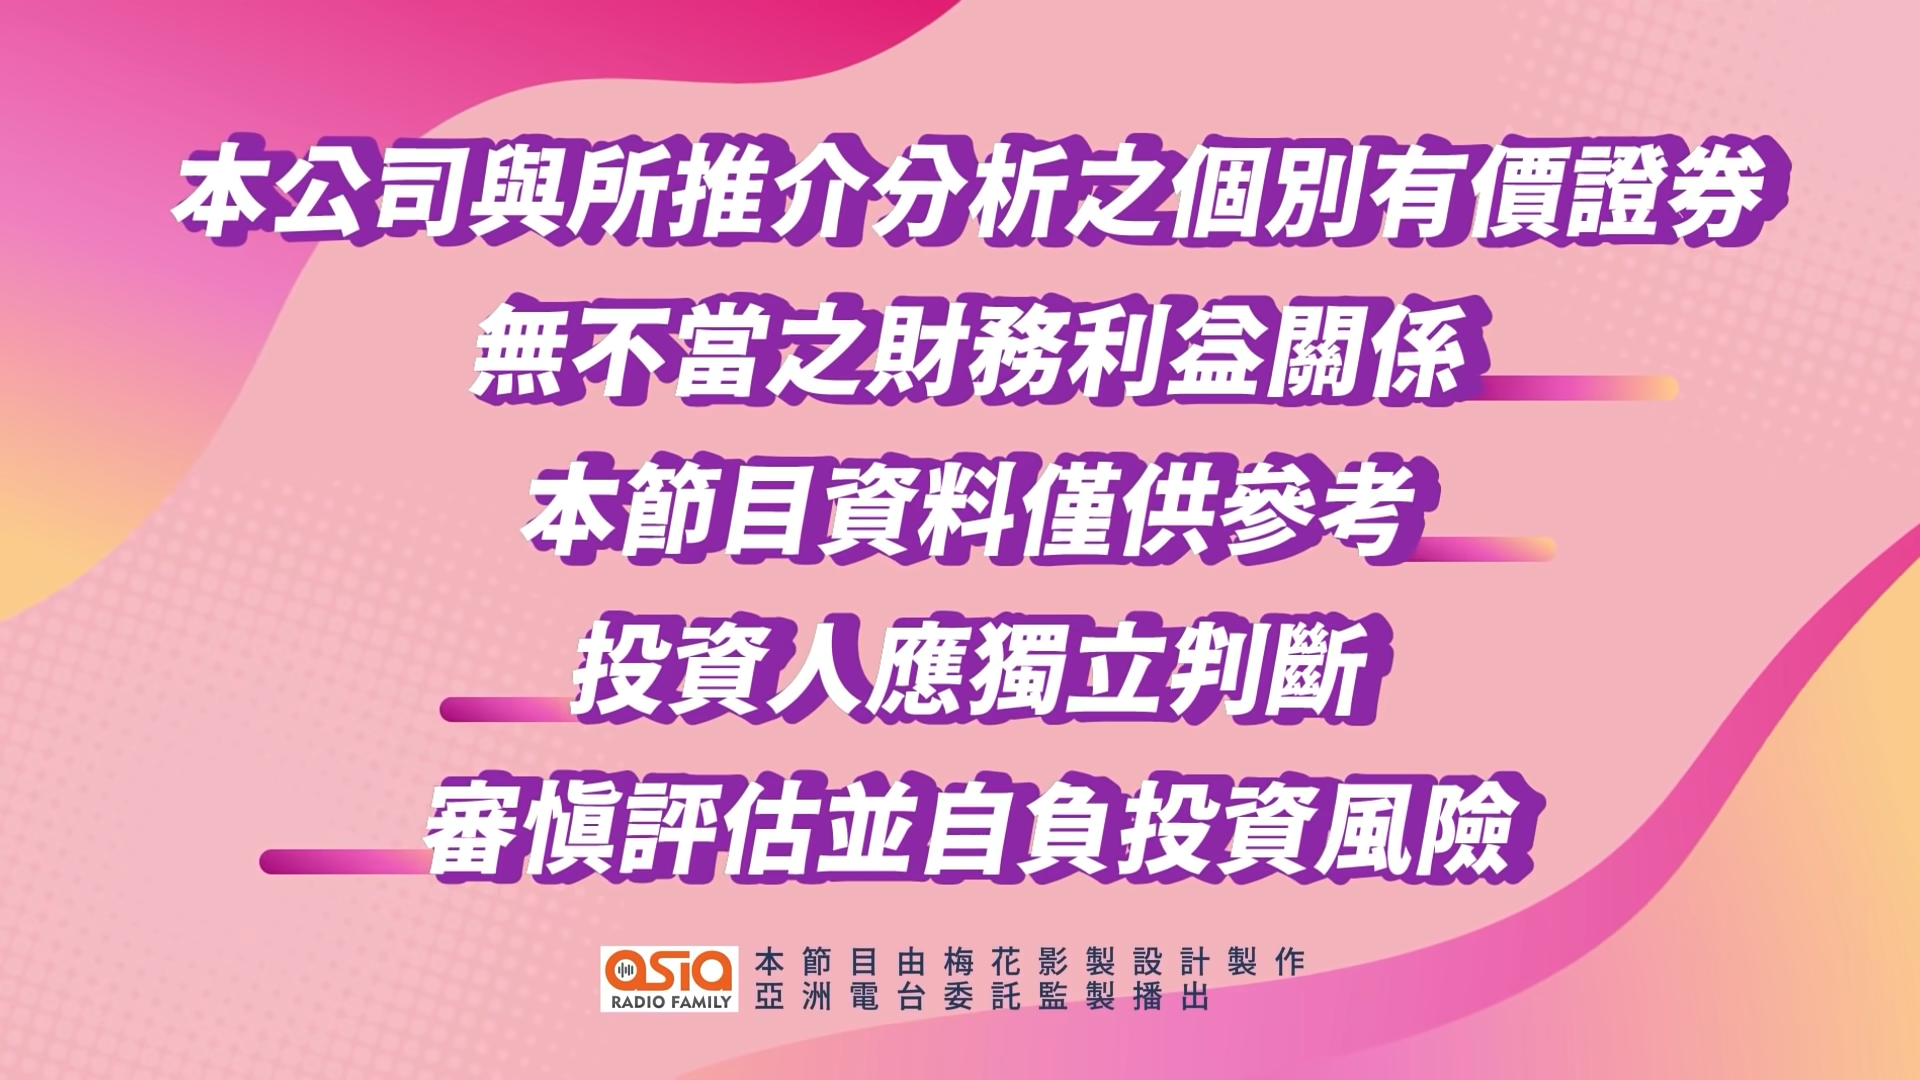 本公司與所推介分析之個別有價證券
無不當之財務利益關係
本節目資料僅供參考
投資人應獨立判斷
審慎評估並自負投資風險
asia
RADIO FAMILY
本節目由梅花影製設計製作
亞洲電台委託監製播出